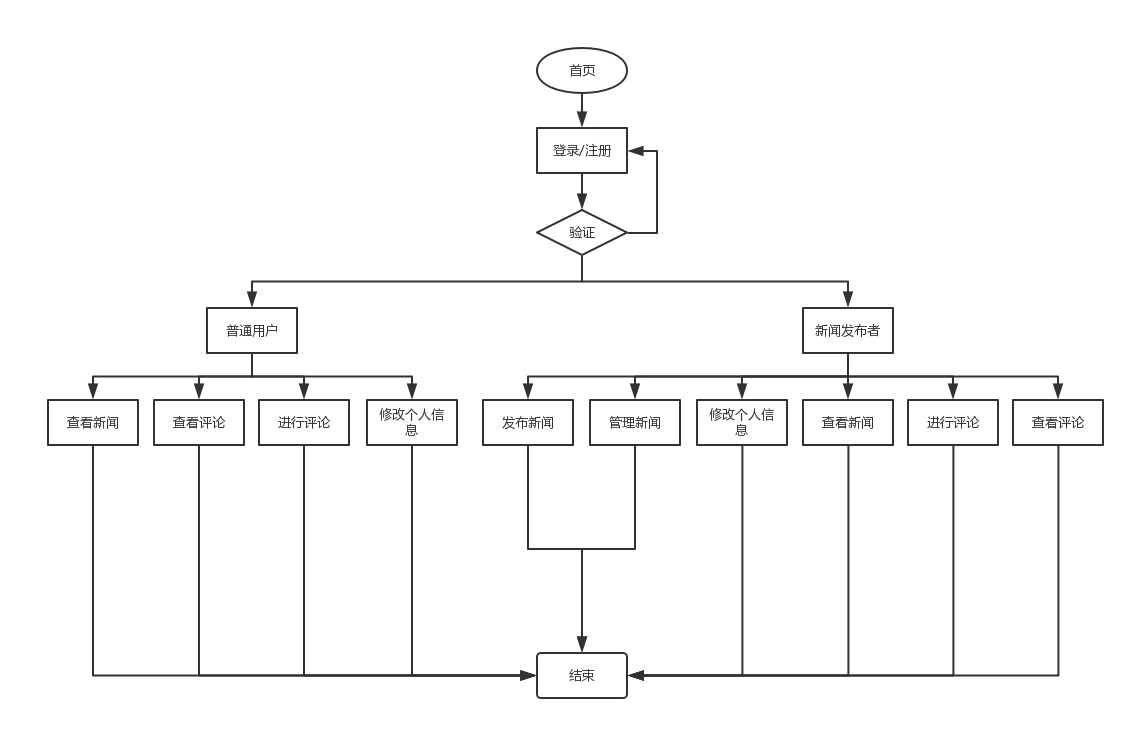 首页
登录/注册
验证
普通用户
新闻发布者
查看新闻
查看评论
进行评论
修改个人信
息
发布新闻
管理新闻
修改个人信
息
查看新闻
进行评论
查看评论
结束